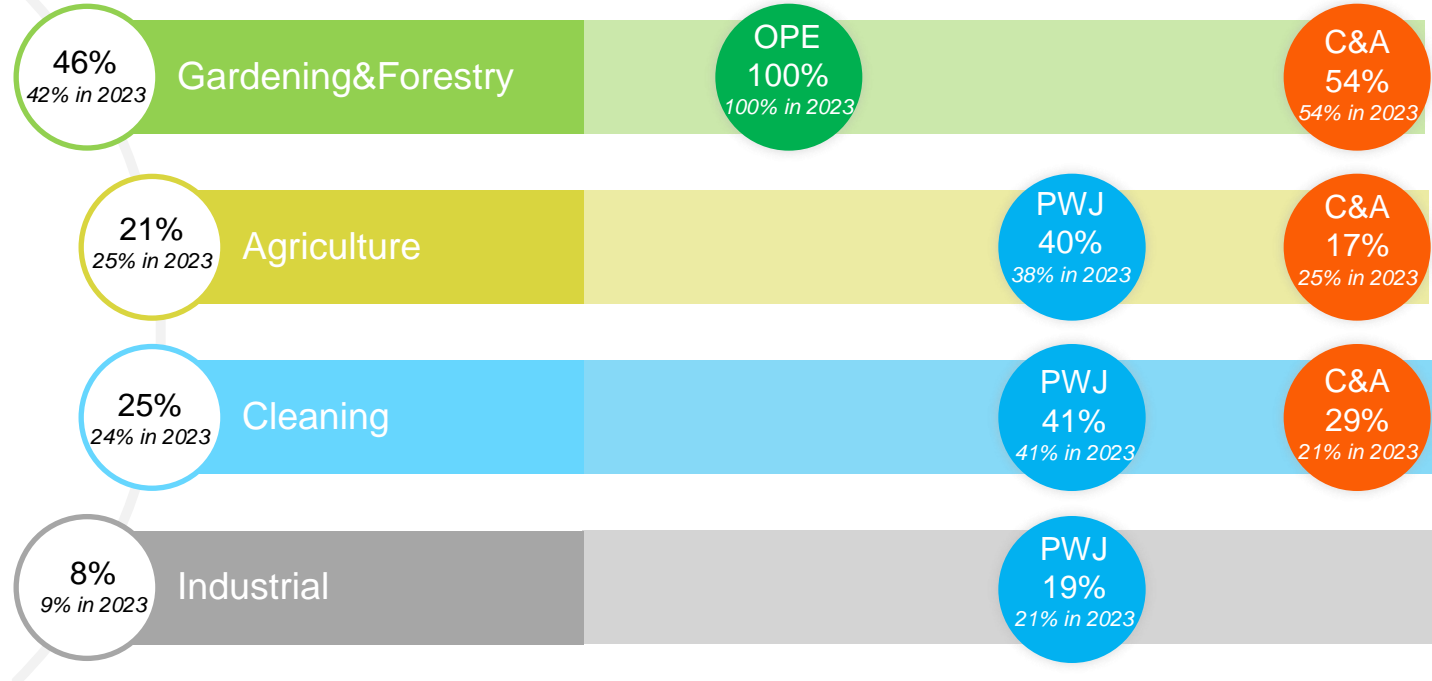 46%
42% in 2023
Gardening&Forestry
OPE
100%
100% in 2023
C&A
54%
54% in 2023
21%
25% in 2023
Agriculture
PWJ
40%
38% in 2023
C&A
17%
25% in 2023
25%
24% in 2023
Cleaning
PWJ
41%
41% in 2023
C&A
29%
21% in 2023
8%
9% in 2023
Industrial
PWJ
19%
21% in 2023